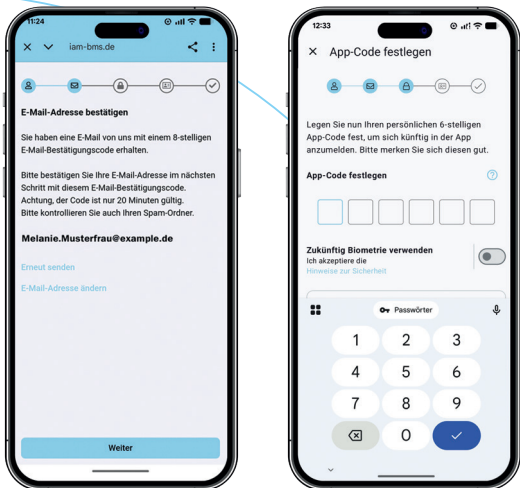 11:24
iam-bms.de
E-Mail-Adresse bestätigen
Sie haben eine E-Mail von uns mit einem 8-stelligen
E-Mail-Bestätigungscode erhalten.
Bitte bestätigen Sie Ihre E-Mail-Adresse im nächsten
Schritt mit diesem E-Mail-Bestätigungscode.
Achtung, der Code ist nur 20 Minuten gültig.
Bitte kontrollieren Sie auch Ihren Spam-Ordner.
Melanie.Musterfrau@example.de
Erneut senden
E-Mail-Adresse ändern
Weiter
12:33
App-Code festlegen
Legen Sie nun Ihren persönlichen 6-stelligen
App-Code fest, um sich künftig in der App
anzumelden. Bitte merken Sie sich diesen gut.
App-Code festlegen
?
Zukünftig Biometrie verwenden
Ich akzeptiere die
Hinweise zur Sicherheit
Passwörter
1 2 3
4 5 6
7 8 9
0